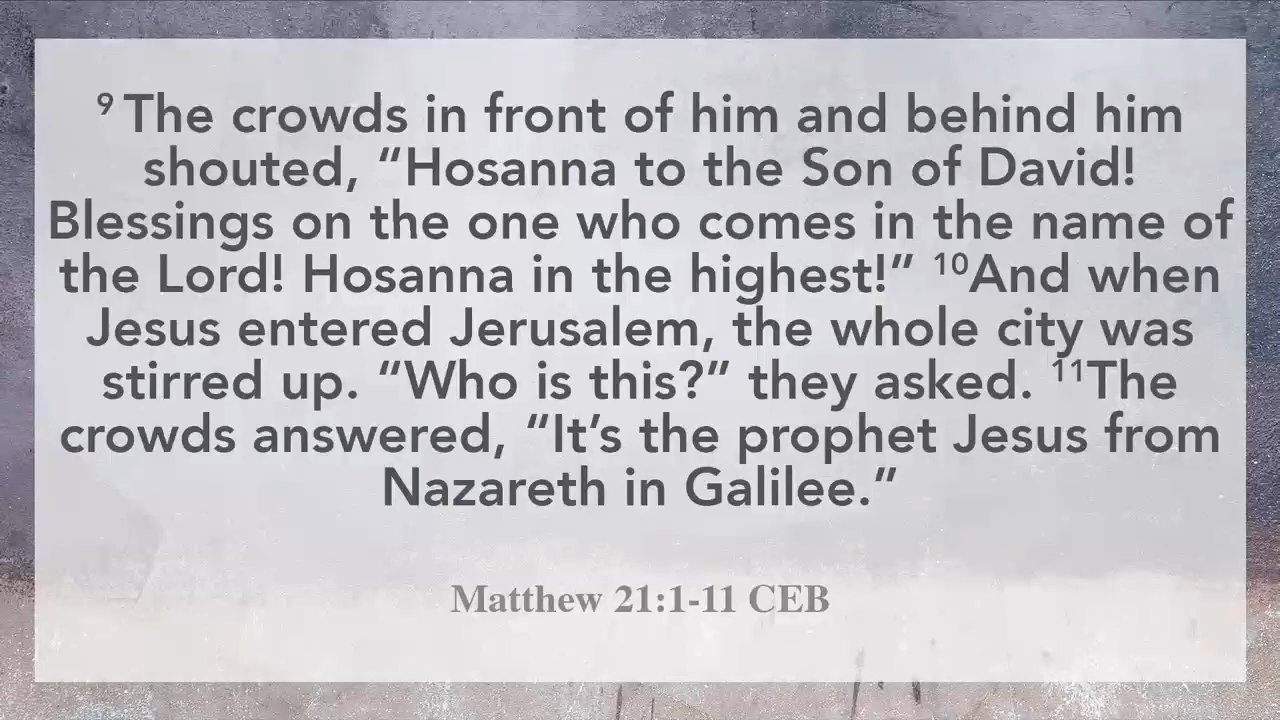 ⁹ The crowds in front of him and behind him
shouted, “Hosanna to the Son of David!
Blessings on the one who comes in the name of
the Lord! Hosanna in the highest!” ¹⁰And when
Jesus entered Jerusalem, the whole city was
stirred up. “Who is this?” they asked. ¹¹The
crowds answered, “It’s the prophet Jesus from
Nazareth in Galilee.”
Matthew 21:1-11 CEB